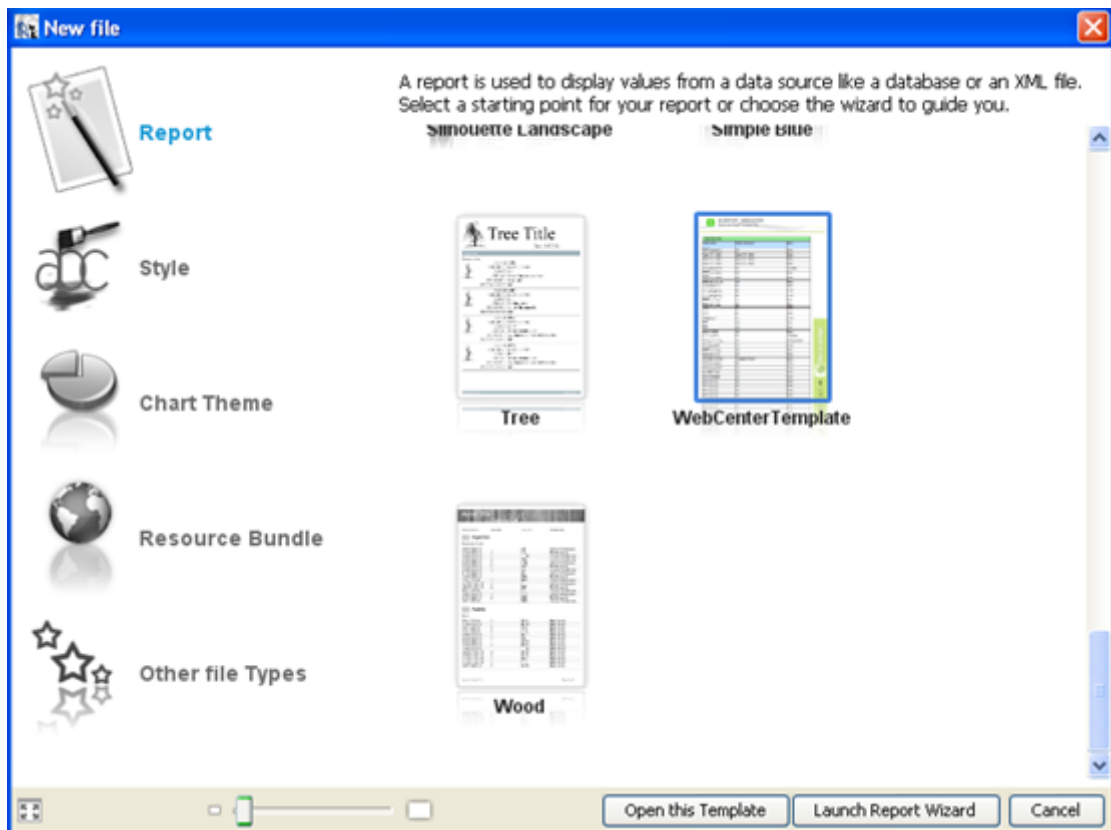 New file
A report is used to display values from a data source like a database or an XML file.
Select a starting point for your report or choose the wizard to guide you.
Report
Silhouette Landscape
Simple Blue
abc
Style
Tree Title
Tree
WebCenterTemplate
Chart Theme
Resource Bundle
Wood
Other file Types
Open this Template
Launch Report Wizard
Cancel